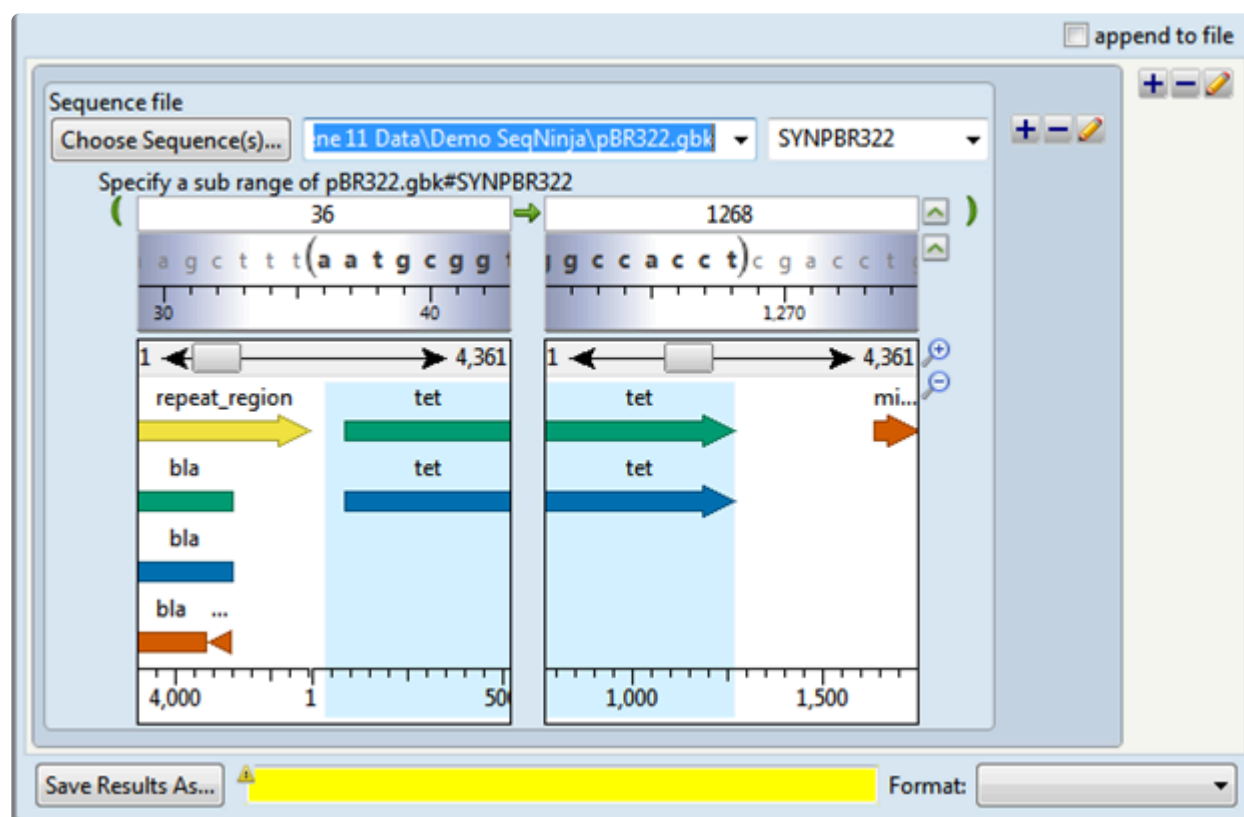 append to file
Sequence file
Choose Sequence(s)... ne 11 Data\Demo SeqNinja\pBR322.gbk SYNPBR322
Specify a sub range of pBR322.gbk#SYNPBR322
( 36 1268 )
a g c t t t(a a t g c g g t g g c c a c c t)c g a c c t g
30 40 1,270
1 4,361 1 4,361
repeat_region tet tet mi...
bla tet tet
bla
bla ...
4,000 1 500 1,000 1,500
Save Results As... Format: